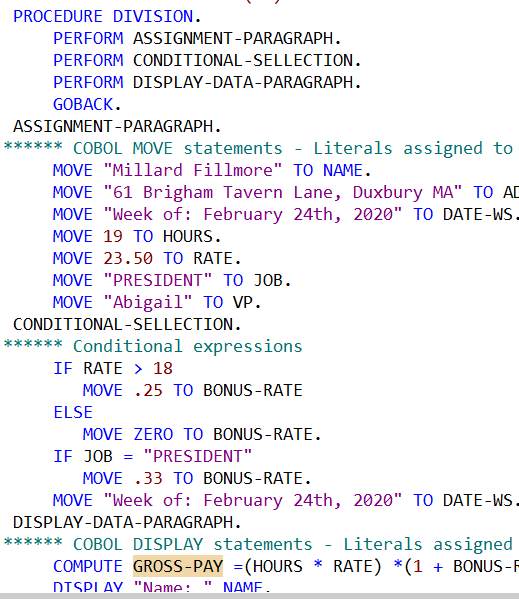 PROCEDURE DIVISION.
PERFORM ASSIGNMENT-PARAGRAPH.
PERFORM CONDITIONAL-SELLECTION.
PERFORM DISPLAY-DATA-PARAGRAPH.
GOBACK.
ASSIGNMENT-PARAGRAPH.
****** COBOL MOVE statements - Literals assigned to
MOVE "Millard Fillmore" TO NAME.
MOVE "61 Brigham Tavern Lane, Duxbury MA" TO AD
MOVE "Week of: February 24th, 2020" TO DATE-WS.
MOVE 19 TO HOURS.
MOVE 23.50 TO RATE.
MOVE "PRESIDENT" TO JOB.
MOVE "Abigail" TO VP.
CONDITIONAL-SELLECTION.
****** Conditional expressions
IF RATE > 18
MOVE .25 TO BONUS-RATE
ELSE
MOVE ZERO TO BONUS-RATE.
IF JOB = "PRESIDENT"
MOVE .33 TO BONUS-RATE.
MOVE "Week of: February 24th, 2020" TO DATE-WS.
DISPLAY-DATA-PARAGRAPH.
****** COBOL DISPLAY statements - Literals assigned
COMPUTE GROSS-PAY =(HOURS * RATE) *(1 + BONUS-R
DISPLAY "Name: " NAME.